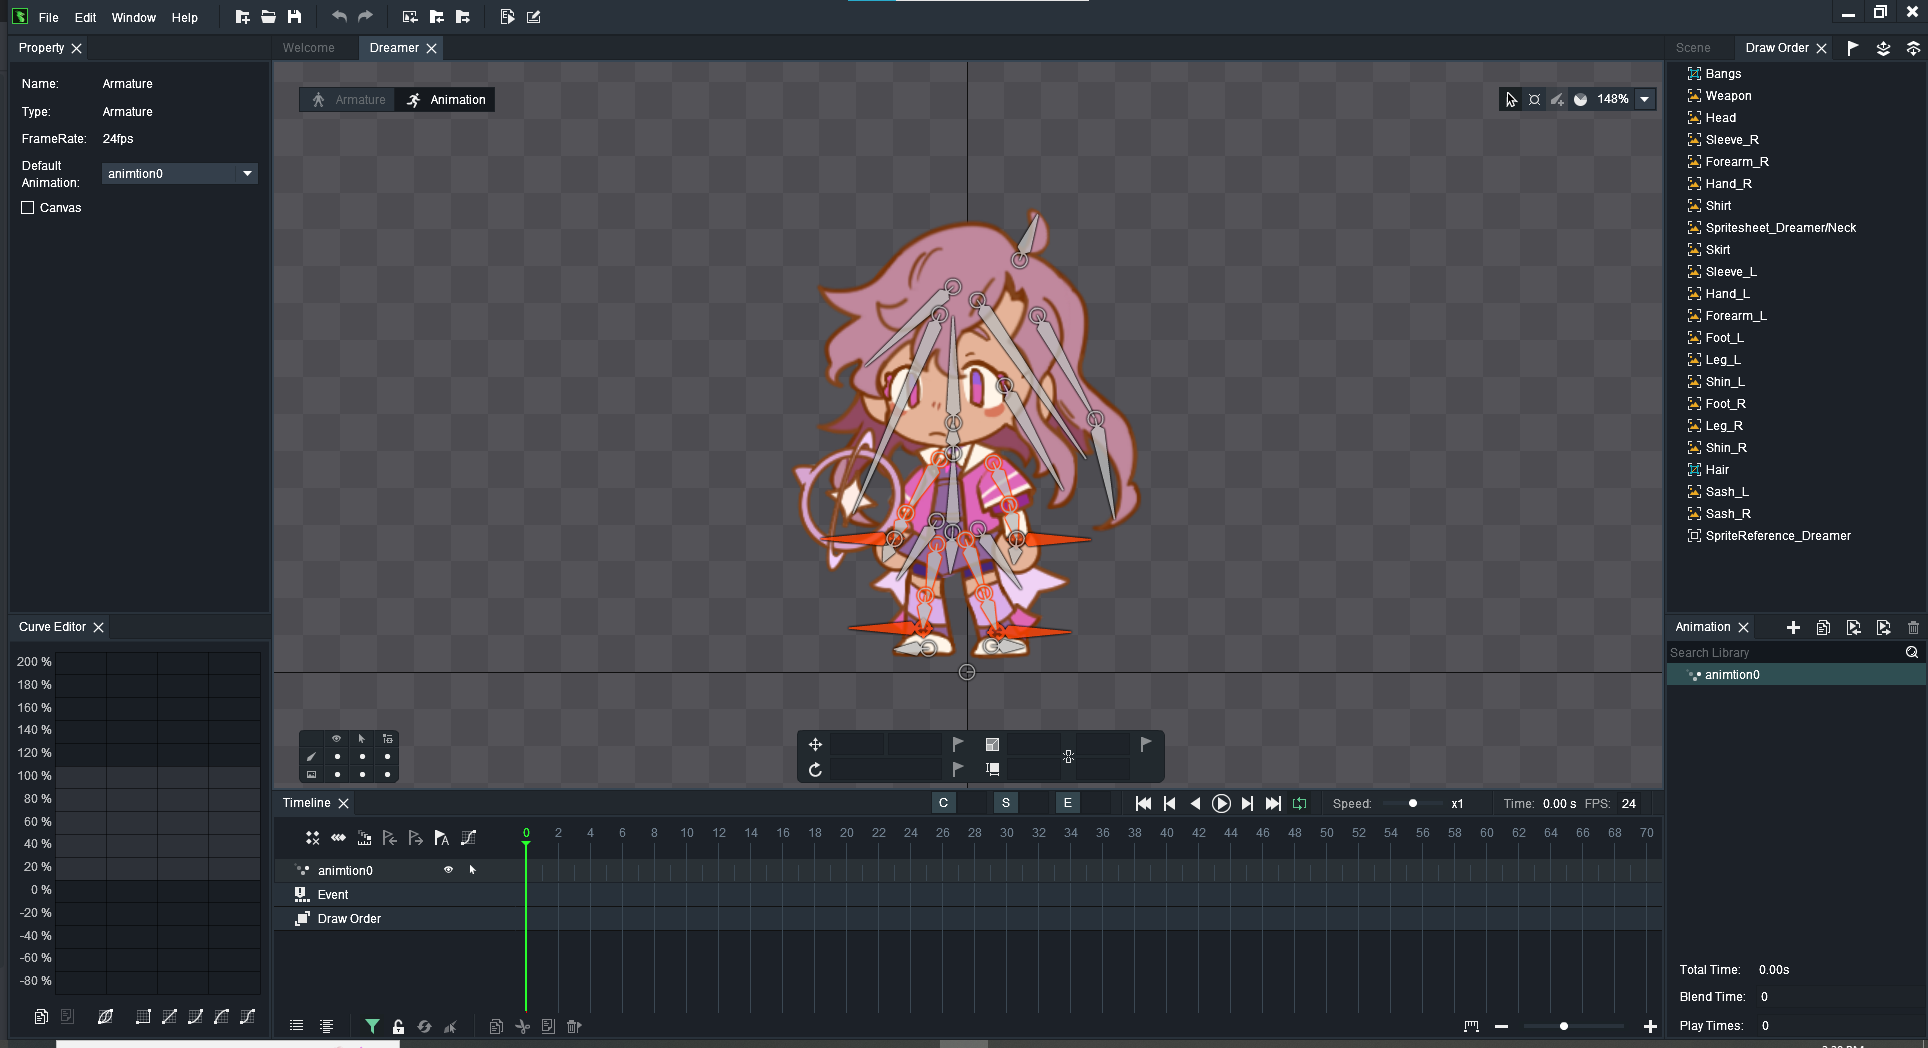 File Edit Window Help
Property
Welcome
Dreamer
Scene
Draw Order
Name: Armature
Type: Armature
FrameRate: 24fps
Default
Animation:
animtion0
Canvas
Armature
Animation
148%
Bangs
Weapon
Head
Sleeve_R
Forearm_R
Hand_R
Shirt
Spritesheet_Dreamer/Neck
Skirt
Sleeve_L
Hand_L
Forearm_L
Foot_L
Leg_L
Shin_L
Foot_R
Leg_R
Shin_R
Hair
Sash_L
Sash_R
SpriteReference_Dreamer
Curve Editor
200 %
180 %
160 %
140 %
120 %
100 %
80 %
60 %
40 %
20 %
0 %
-20 %
-40 %
-60 %
-80 %
Timeline
C S E
Speed: x1
Time: 0.00 s FPS: 24
0 2 4 6 8 10 12 14 16 18 20 22 24 26 28 30 32 34 36 38 40 42 44 46 48 50 52 54 56 58 60 62 64 66 68 70
animtion0
Event
Draw Order
Animation
Search Library
animtion0
Total Time: 0.00s
Blend Time: 0
Play Times: 0